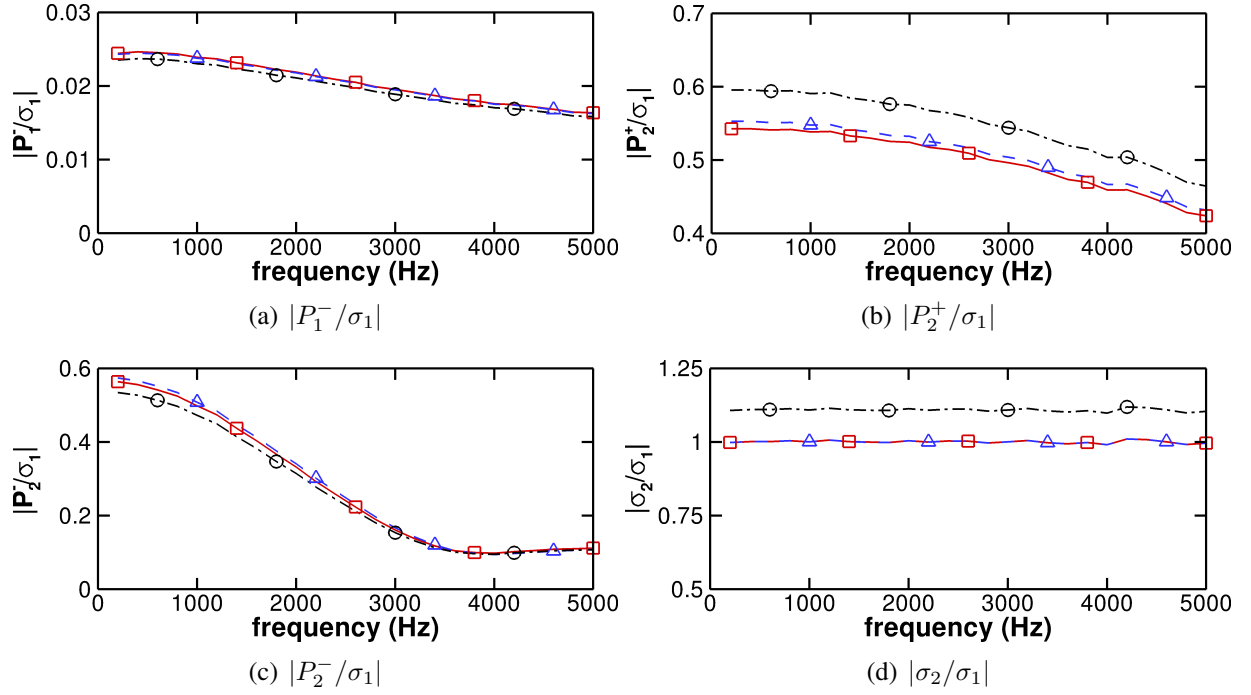 0.03
0.02
0.01
0
|P₁⁻/σ₁|
0 1000 2000 3000 4000 5000
frequency (Hz)
(a) |P₁⁻/σ₁|
0.7
0.6
0.5
0.4
|P₂⁺/σ₁|
0 1000 2000 3000 4000 5000
frequency (Hz)
(b) |P₂⁺/σ₁|
0.6
0.4
0.2
0
|P₂⁻/σ₁|
0 1000 2000 3000 4000 5000
frequency (Hz)
(c) |P₂⁻/σ₁|
1.25
1
0.75
0.5
|σ₂/σ₁|
0 1000 2000 3000 4000 5000
frequency (Hz)
(d) |σ₂/σ₁|